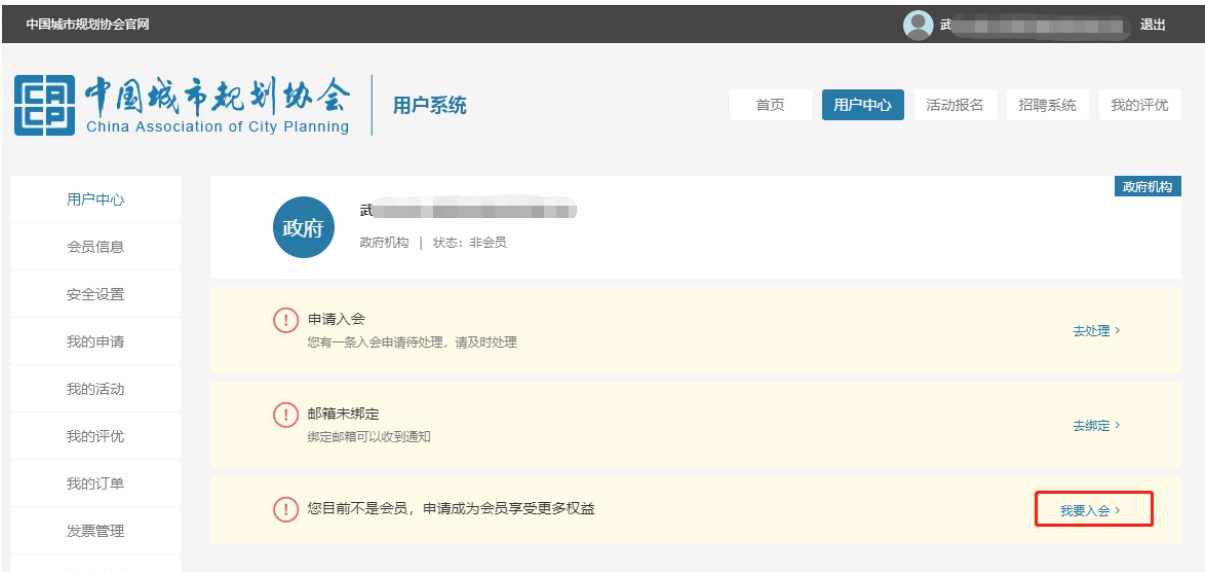 中国城市规划协会官网
武
退出
中国城市规划协会
China Association of City Planning
用户系统
首页
用户中心
活动报名
招聘系统
我的评优
用户中心
会员信息
安全设置
我的申请
我的活动
我的评优
我的订单
发票管理
政府机构
政府
武
政府机构 | 状态：非会员
申请入会
您有一条入会申请待处理，请及时处理
去处理 >
邮箱未绑定
绑定邮箱可以收到通知
去绑定 >
您目前不是会员，申请成为会员享受更多权益
我要入会 >